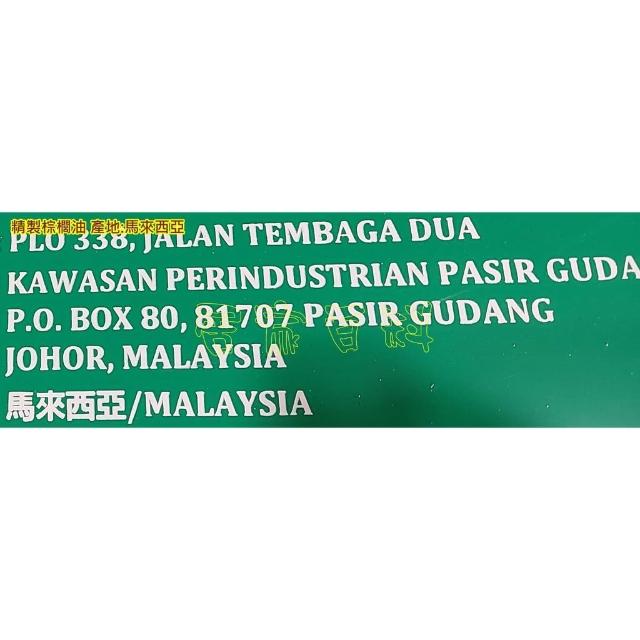 精製棕櫚油 產地:馬來西亞
PLO 338, JALAN TEMBAGA DUA
KAWASAN PERINDUSTRIAN PASIR GUDA
P.O. BOX 80, 81707 PASIR GUDANG
JOHOR, MALAYSIA
馬來西亞/MALAYSIA